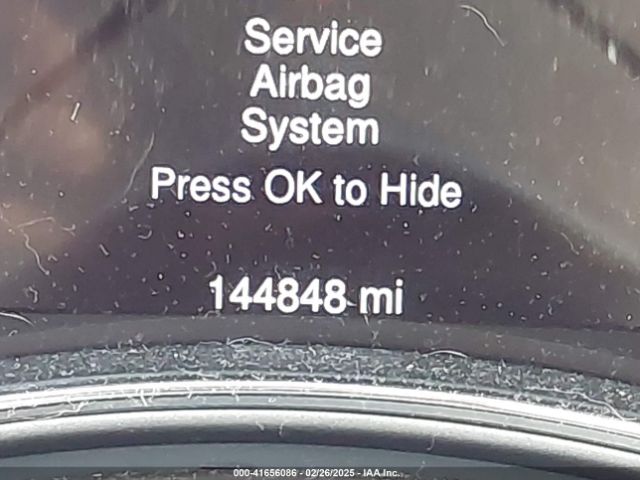 Service
Airbag
System
Press OK to Hide
144848 mi
000-41656086 - 02/26/2025 - IAA Inc.